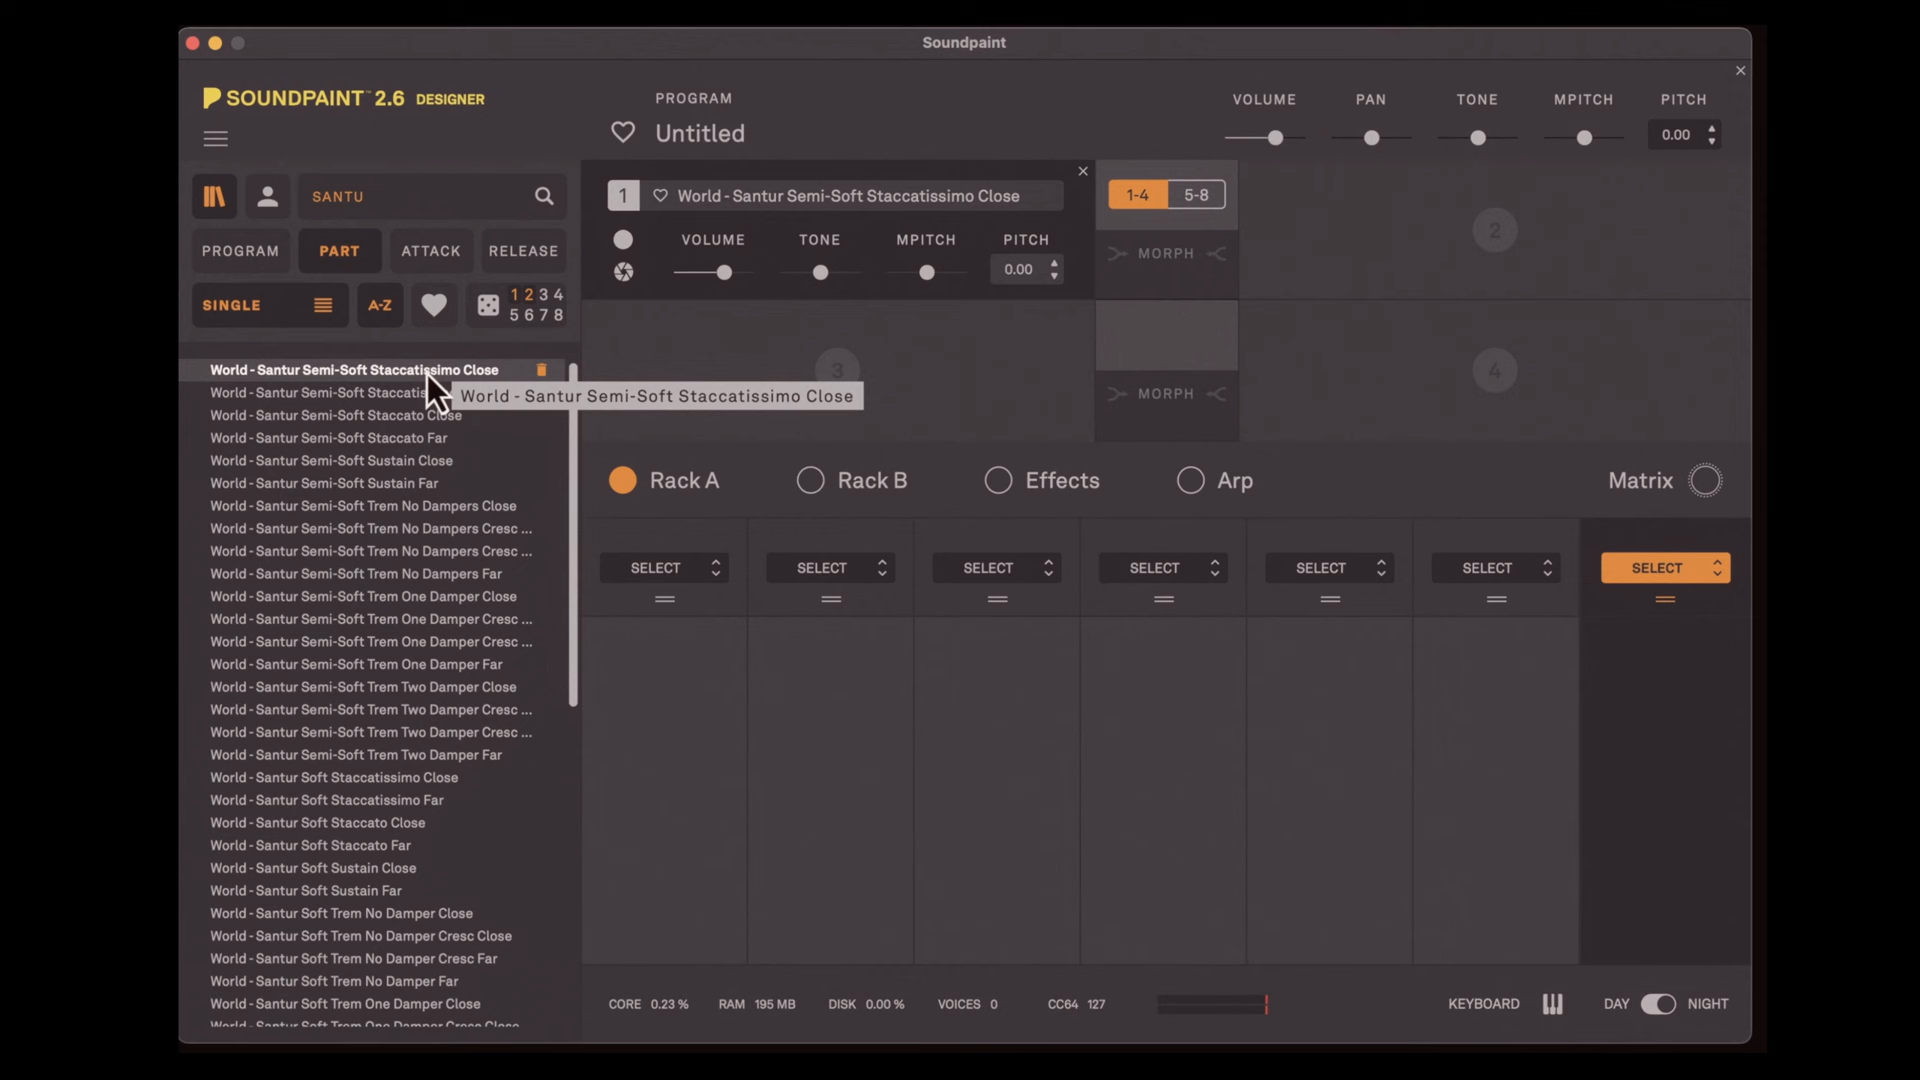 Soundpaint
SOUNDPAINT™ 2.6 DESIGNER
PROGRAM
Untitled
VOLUME PAN TONE MPITCH PITCH
0.00
SANTU
PROGRAM PART ATTACK RELEASE
SINGLE A-Z 1 2 3 4
5 6 7 8
1 World - Santur Semi-Soft Staccatissimo Close
VOLUME TONE MPITCH PITCH
0.00
1-4 5-8
MORPH
2
3
MORPH
4
World - Santur Semi-Soft Staccatissimo Close
World - Santur Semi-Soft Staccatis
World - Santur Semi-Soft Staccatissimo Close
World - Santur Semi-Soft Staccato Close
World - Santur Semi-Soft Staccato Far
World - Santur Semi-Soft Sustain Close
World - Santur Semi-Soft Sustain Far
World - Santur Semi-Soft Trem No Dampers Close
World - Santur Semi-Soft Trem No Dampers Cresc ...
World - Santur Semi-Soft Trem No Dampers Cresc ...
World - Santur Semi-Soft Trem No Dampers Far
World - Santur Semi-Soft Trem One Damper Close
World - Santur Semi-Soft Trem One Damper Cresc ...
World - Santur Semi-Soft Trem One Damper Cresc ...
World - Santur Semi-Soft Trem One Damper Far
World - Santur Semi-Soft Trem Two Damper Close
World - Santur Semi-Soft Trem Two Damper Cresc ...
World - Santur Semi-Soft Trem Two Damper Cresc ...
World - Santur Semi-Soft Trem Two Damper Far
World - Santur Soft Staccatissimo Close
World - Santur Soft Staccatissimo Far
World - Santur Soft Staccato Close
World - Santur Soft Staccato Far
World - Santur Soft Sustain Close
World - Santur Soft Sustain Far
World - Santur Soft Trem No Damper Close
World - Santur Soft Trem No Damper Cresc Close
World - Santur Soft Trem No Damper Cresc Far
World - Santur Soft Trem No Damper Far
World - Santur Soft Trem One Damper Close
World - Santur Soft Trem One Damper Cresc Close
Rack A Rack B Effects Arp Matrix
SELECT SELECT SELECT SELECT SELECT SELECT SELECT
CORE 0.23 % RAM 195 MB DISK 0.00 % VOICES 0 CC64 127 KEYBOARD DAY NIGHT